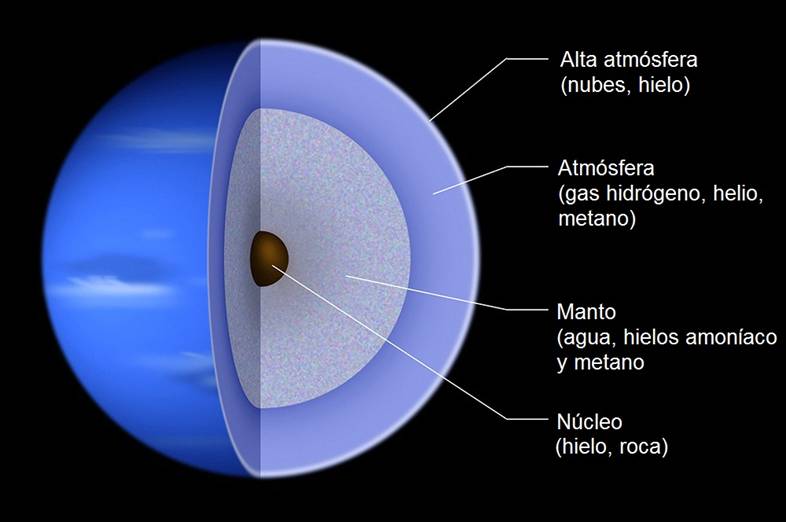 Alta atmósfera
(nubes, hielo)
Atmósfera
(gas hidrógeno, helio,
metano)
Manto
(agua, hielos amoníaco
y metano
Núcleo
(hielo, roca)